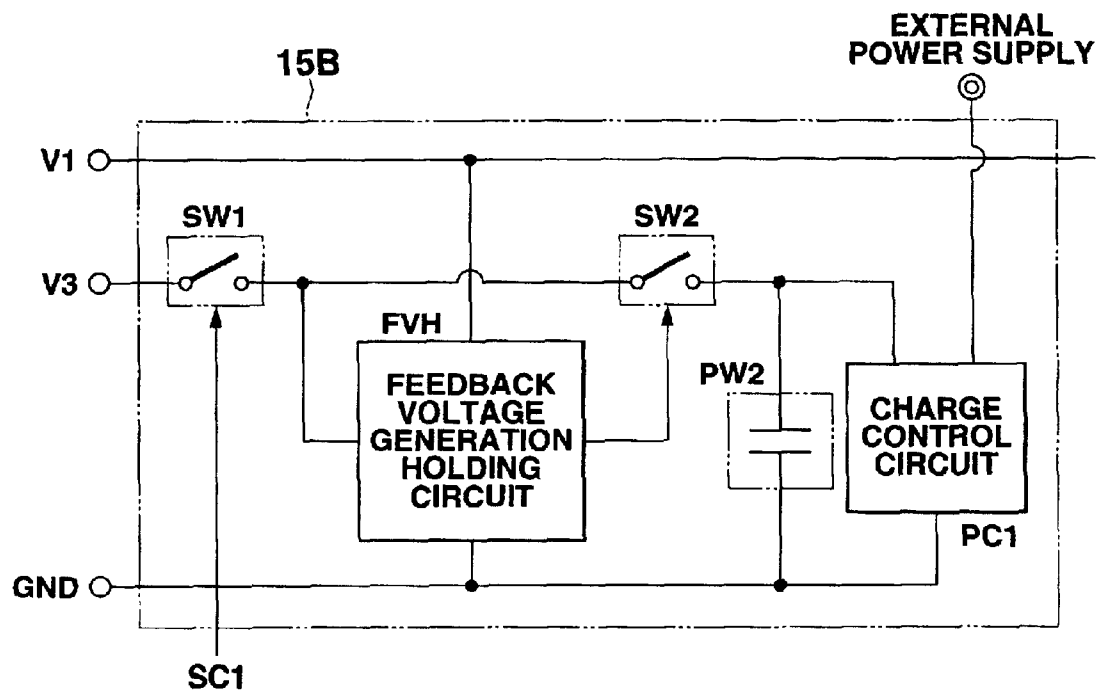 EXTERNAL
POWER SUPPLY
15B
V1
SW1
SW2
V3
FVH
FEEDBACK
VOLTAGE
GENERATION
HOLDING
CIRCUIT
PW2
CHARGE
CONTROL
CIRCUIT
PC1
GND
SC1